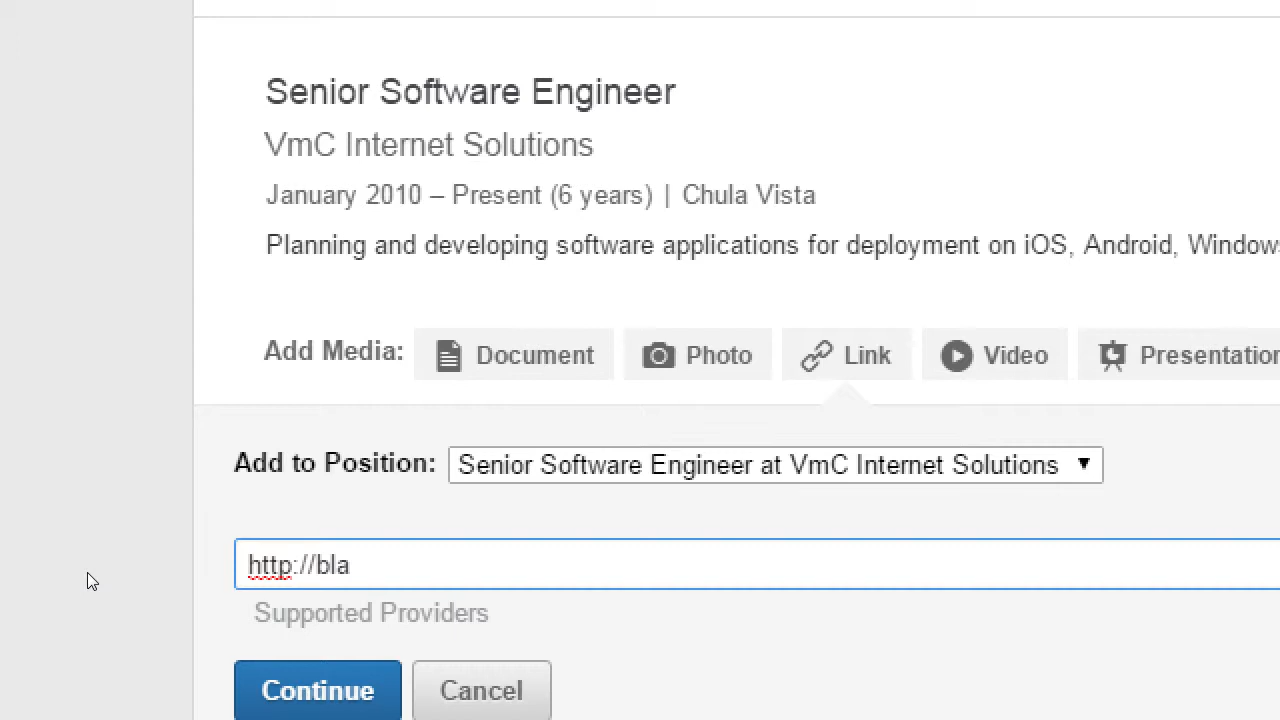 Senior Software Engineer
VmC Internet Solutions
January 2010 – Present (6 years) | Chula Vista
Planning and developing software applications for deployment on iOS, Android, Windows
Add Media: Document Photo Link Video Presentation
Add to Position: Senior Software Engineer at VmC Internet Solutions
http://bla
Supported Providers
Continue Cancel